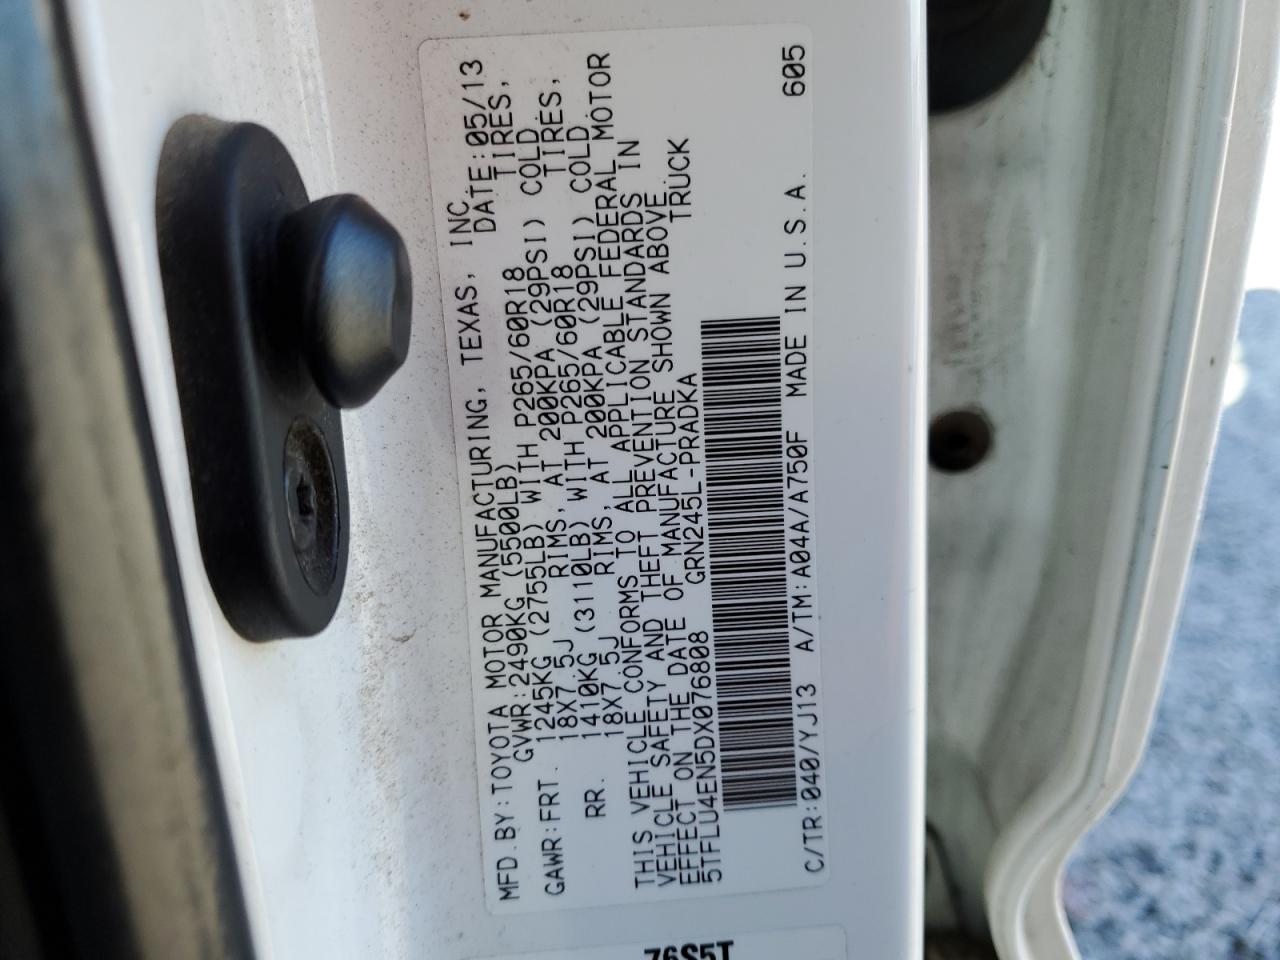 MFD.BY:TOYOTA MOTOR MANUFACTURING, TEXAS, INC.
GVWR:2490KG (5500LB) DATE:05/13
GAWR:FRT. 1245KG (2755LB) WITH P265/60R18 TIRES,
18X7.5J RIMS, AT 200KPA (29PSI) COLD
RR. 1410KG (3110LB) WITH P265/60R18 TIRES,
18X7.5J RIMS, AT 200KPA (29PSI) COLD
THIS VEHICLE CONFORMS TO ALL APPLICABLE FEDERAL MOTOR
VEHICLE SAFETY AND THEFT PREVENTION STANDARDS IN
EFFECT ON THE DATE OF MANUFACTURE SHOWN ABOVE.
5TFLU4EN5DX076808 GRN245L-PRADKA TRUCK
C/TR:040/YJ13 A/TM:A04A/A750F MADE IN U.S.A. 605
76S5T